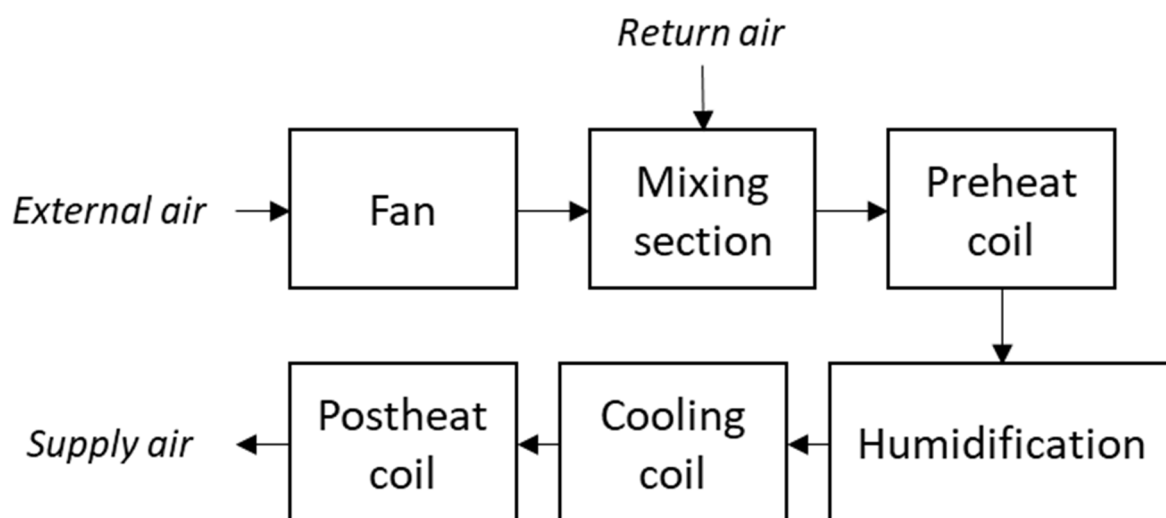 Return air
External air
Fan
Mixing
section
Preheat
coil
Supply air
Postheat
coil
Cooling
coil
Humidification